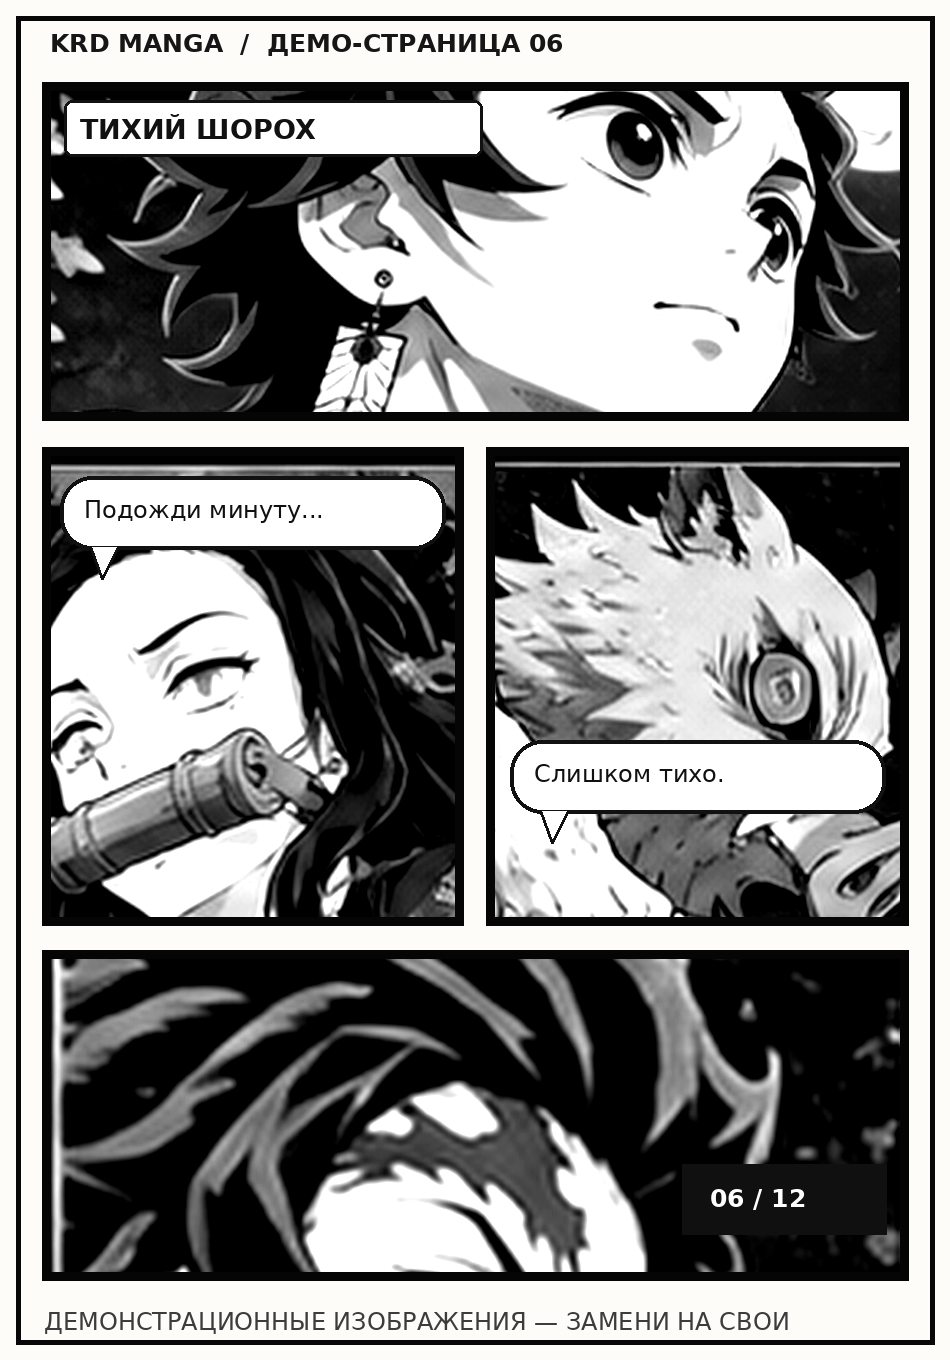 KRD MANGA / ДЕМО-СТРАНИЦА 06
ТИХИЙ ШОРОХ
Подожди минуту...
Слишком тихо.
06 / 12
ДЕМОНСТРАЦИОННЫЕ ИЗОБРАЖЕНИЯ — ЗАМЕНИ НА СВОИ